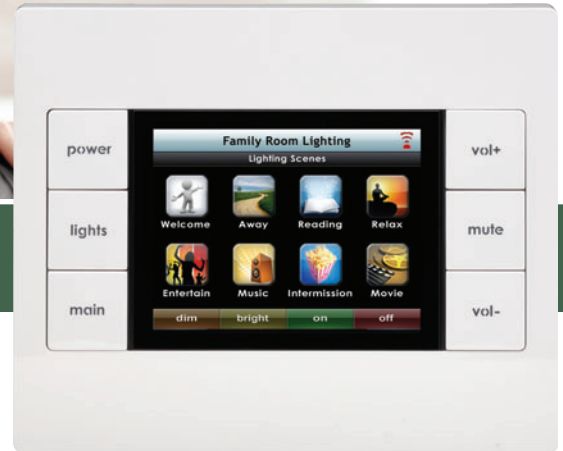 power
lights
main
Family Room Lighting
Lighting Scenes
Welcome Away Reading Relax
Entertain Music Intermission Movie
dim bright on off
vol+
mute
vol-